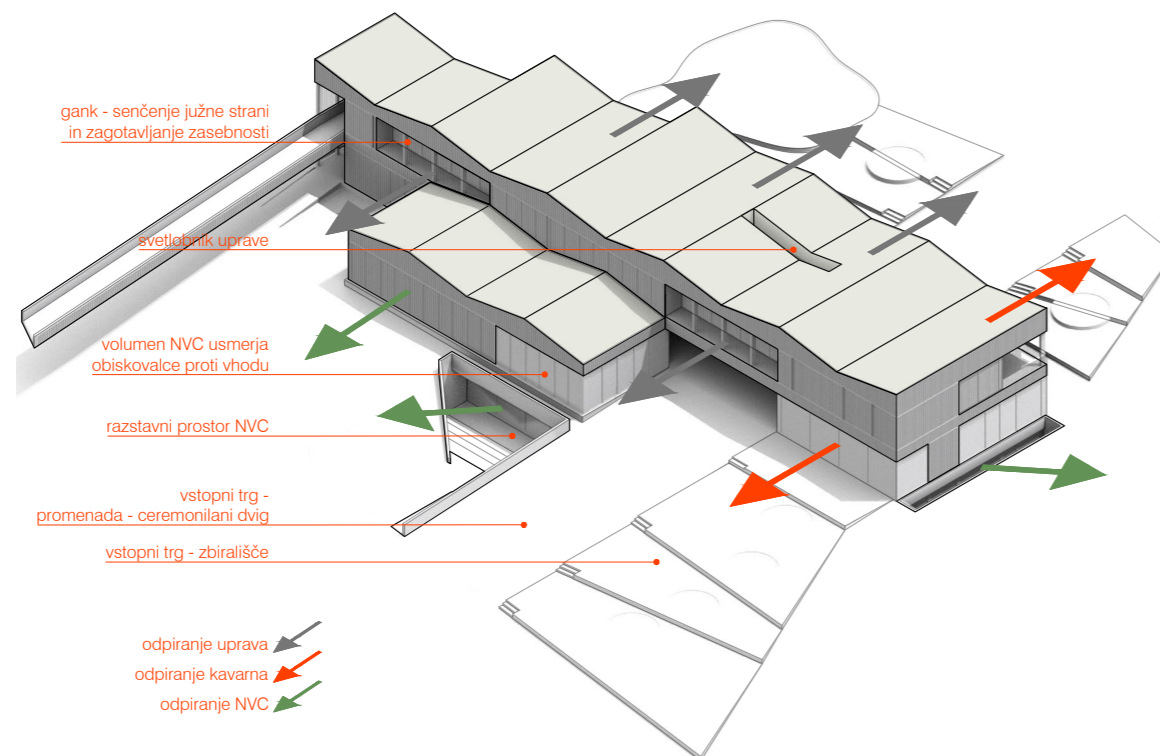 gank - senčenje južne strani
in zagotavljanje zasebnosti
svetlobnik uprave
volumen NVC usmerja
obiskovalce proti vhodu
razstavni prostor NVC
vstopni trg -
promenada - ceremonilani dvig
vstopni trg - zbirališče
odpiranje uprava
odpiranje kavarna
odpiranje NVC